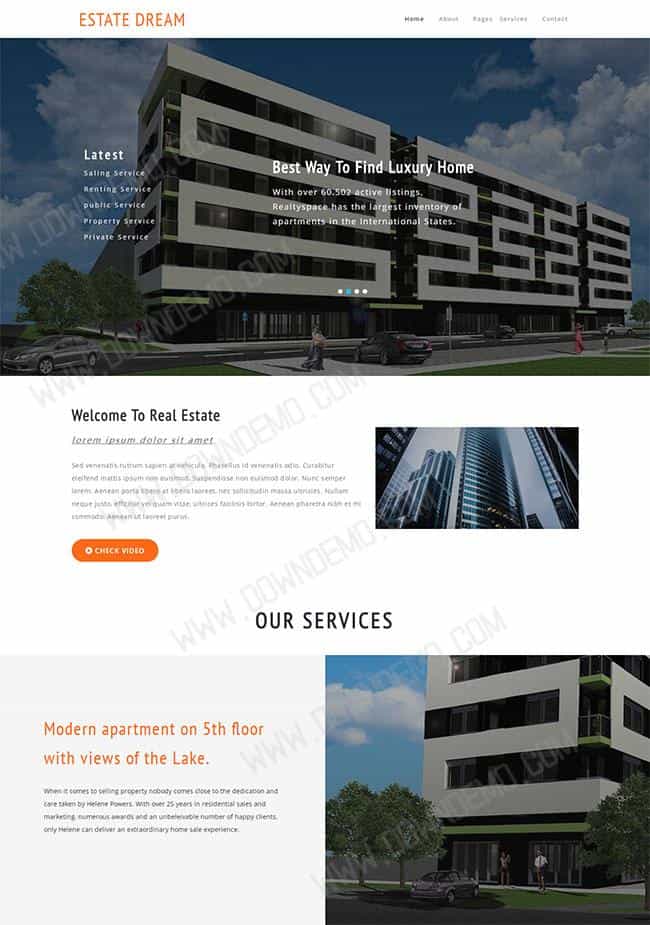 ESTATE DREAM
Home About Pages Services Contact
Latest
Saling Service
Renting Service
public Service
Property Service
Private Service
Best Way To Find Luxury Home
With over 60.502 active listings,
Realtyspace has the largest inventory of
apartments in the International States.
Welcome To Real Estate
lorem ipsum dolor sit amet
Sed venenatis rutrum sapien at vehicula. Phasellus id venenatis odio. Curabitur
eleifend mattis ipsum non euismod. Suspendisse non euismod dolor. Nunc semper
lorem. Aenean porta libero at libero laoreet, nec sollicitudin massa ultricies. Nullam
neque justo, efficitur vel quam vitae, ultrices facilisis tortor. Aenean pharetra nibh et mi
commodo. Aenean ut laoreet purus.
CHECK VIDEO
OUR SERVICES
Modern apartment on 5th floor
with views of the Lake.
When it comes to selling property nobody comes close to the dedication and
care taken by Helene Powers. With over 25 years in residential sales and
marketing, numerous awards and an unbeleivable number of happy clients,
only Helene can deliver an extraordinary home sale experience.
WWW.DOWNDEMO.COM
WWW.DOWNDEMO.COM
WWW.DOWNDEMO.COM
WWW.DOWNDEMO.COM
WWW.DOWNDEMO.COM
WWW.DOWNDEMO.COM